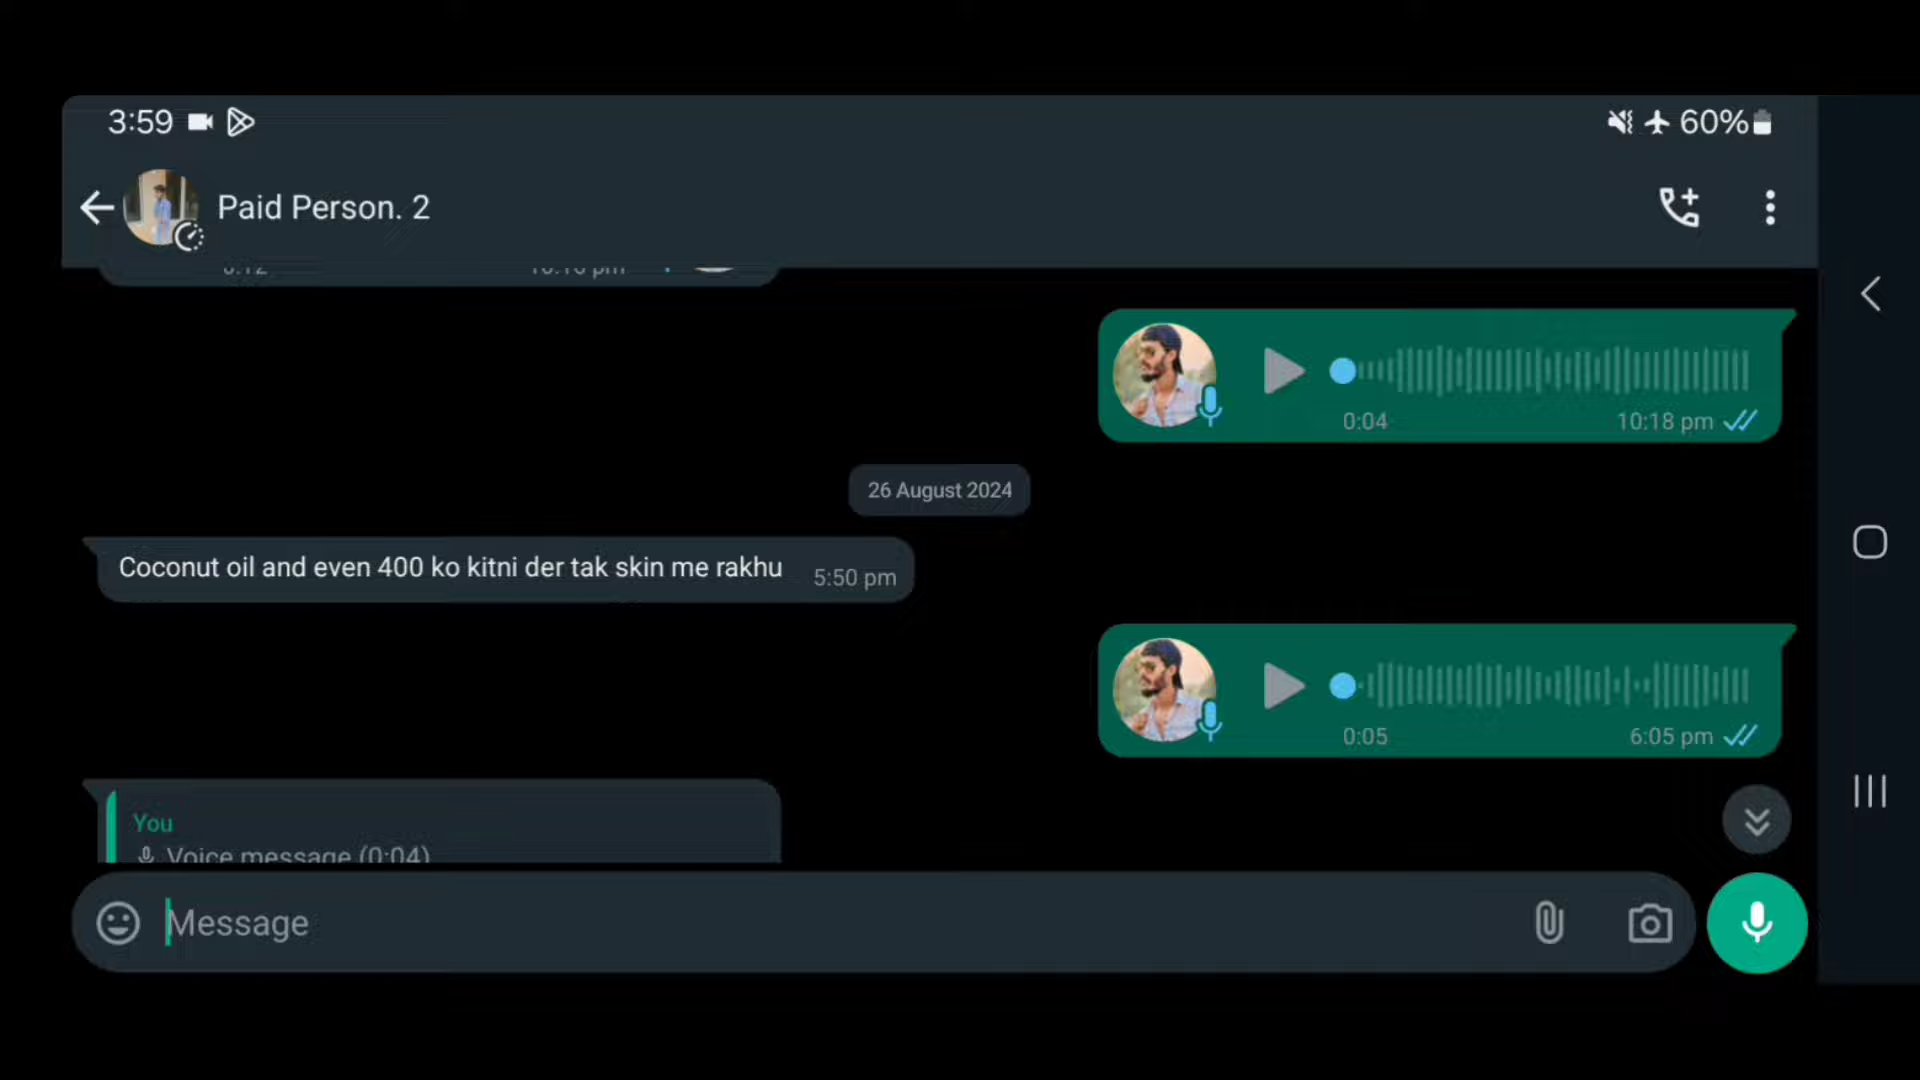 3:59
60%
Paid Person. 2
0:04
10:18 pm
26 August 2024
Coconut oil and even 400 ko kitni der tak skin me rakhu
5:50 pm
0:05
6:05 pm
You
Voice message (0:04)
Message